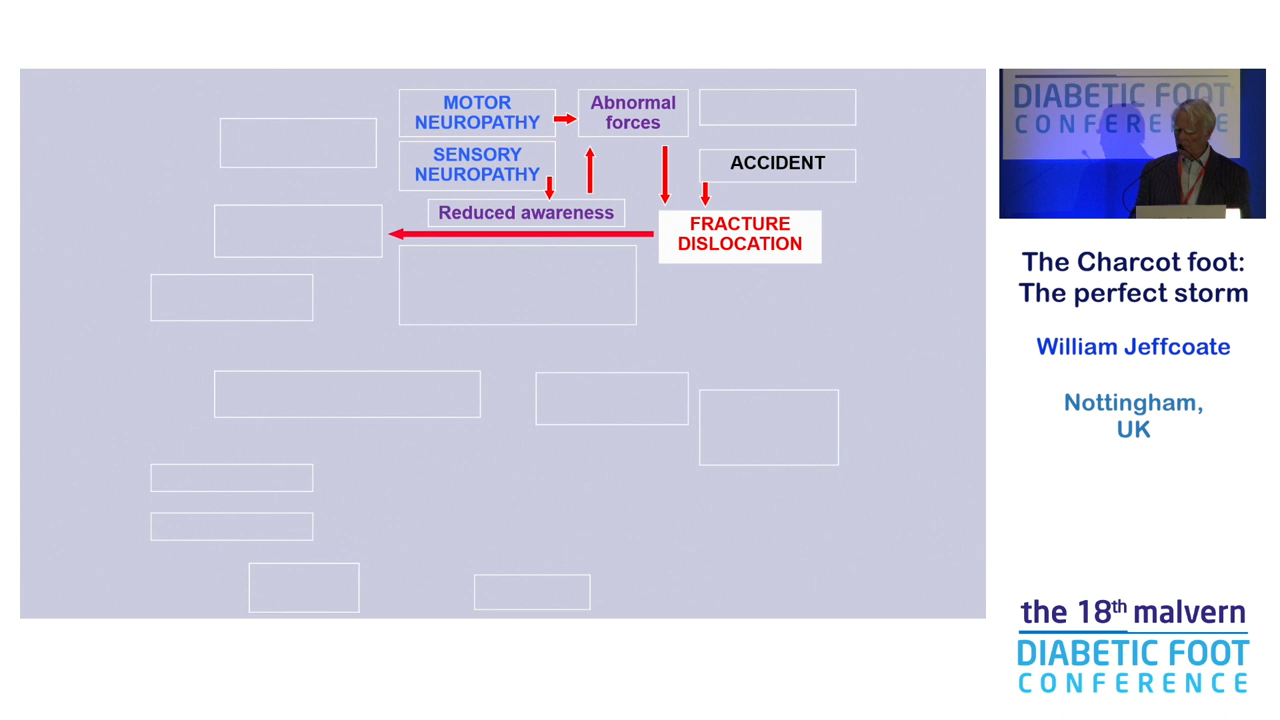 MOTOR
NEUROPATHY
Abnormal
forces
SENSORY
NEUROPATHY
ACCIDENT
Reduced awareness
FRACTURE
DISLOCATION
DIABETIC FOOT
CONFERENCE
The Charcot foot:
The perfect storm
William Jeffcoate
Nottingham,
UK
the 18th malvern
DIABETIC FOOT
CONFERENCE